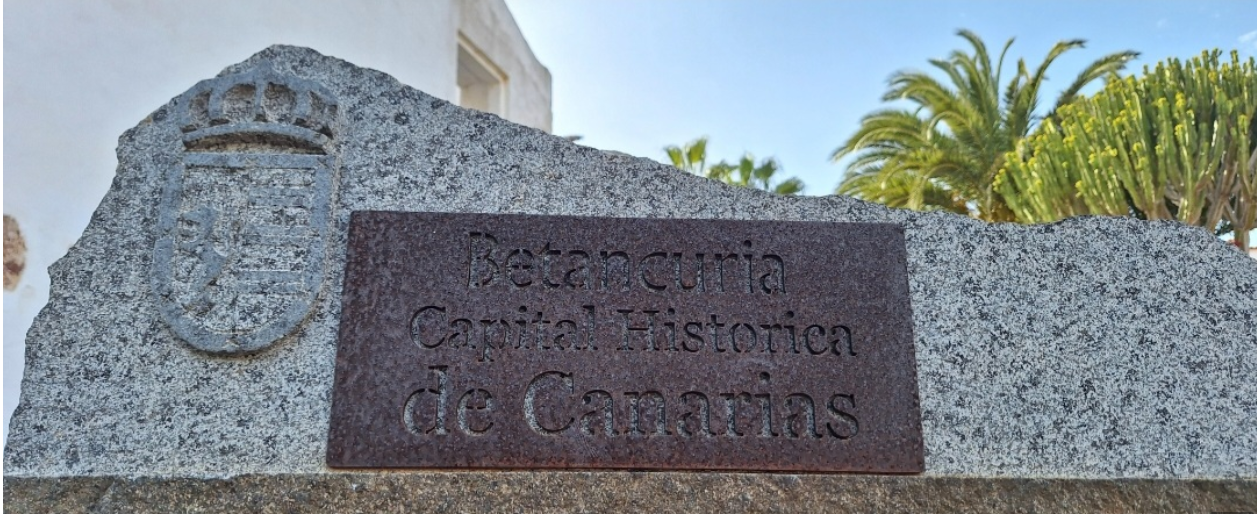 Betancuria
Capital Historica
de Canarias